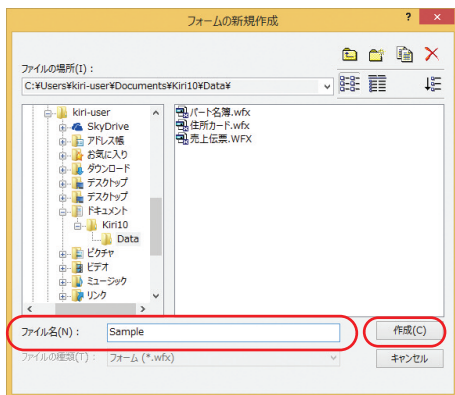 フォームの新規作成
ファイルの場所(I)：
C:¥Users¥kiri-user¥Documents¥Kiri10¥Data¥
kiri-user
SkyDrive
アドレス帳
お気に入り
ダウンロード
デスクトップ
デスクトップ
ドキュメント
Kiri10
Data
ピクチャ
ビデオ
ミュージック
リンク
パート名簿.wfx
住所カード.wfx
売上伝票.WFX
ファイル名(N)：
Sample
作成(C)
ファイルの種類(T)：
フォーム (*.wfx)
キャンセル